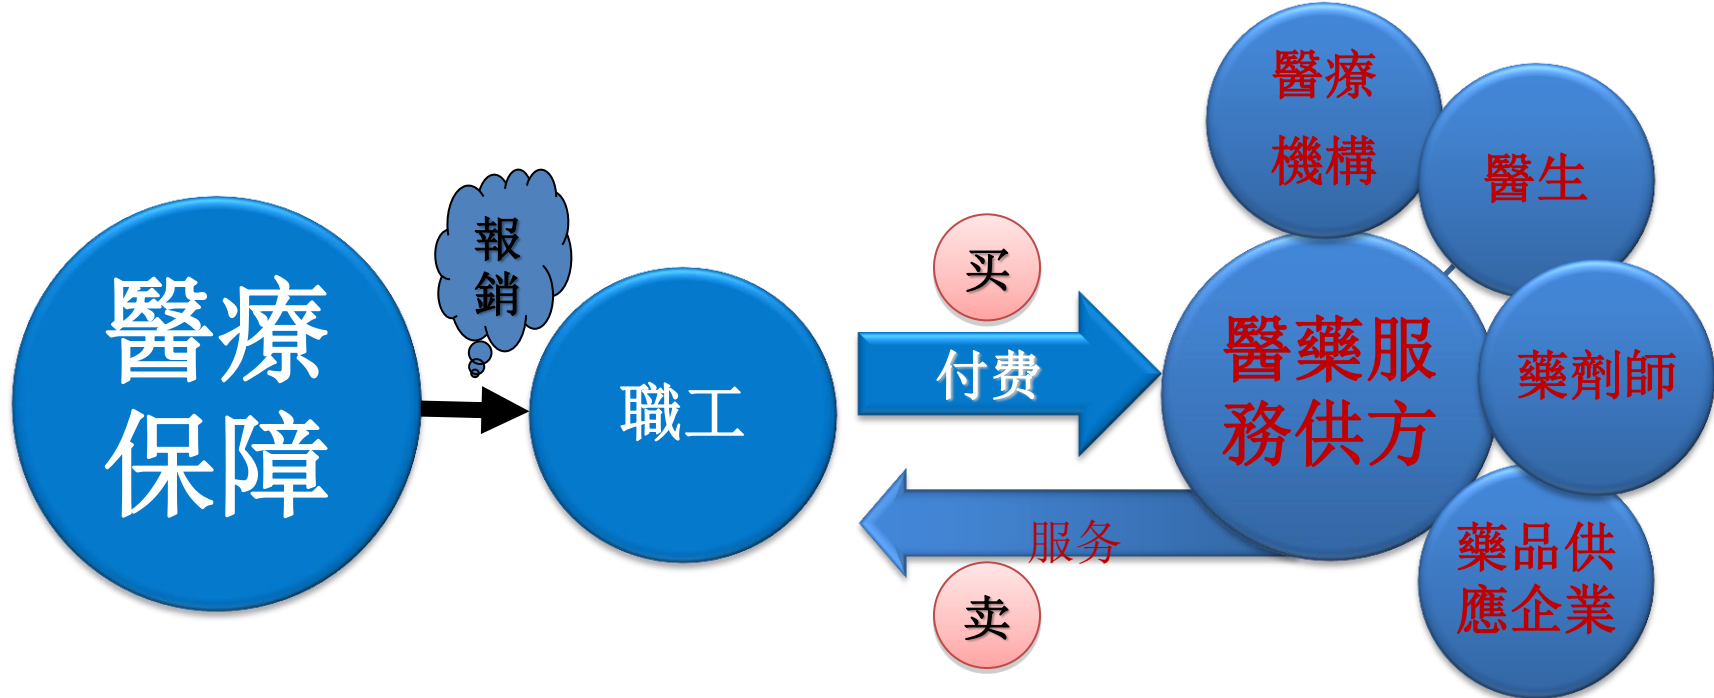 醫療
保障
報
銷
職工
买
付费
服务
卖
醫療
機構
醫生
醫藥服
務供方
藥劑師
藥品供
應企業